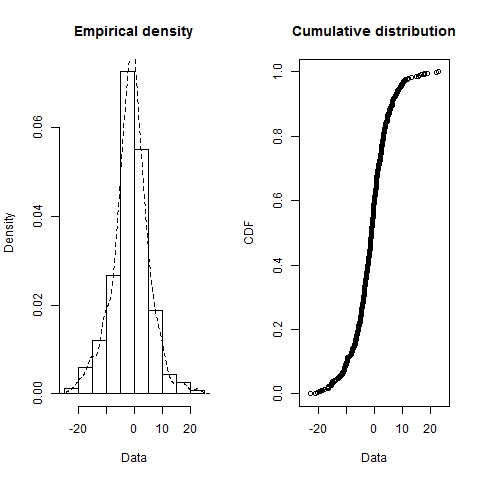 Empirical density
Density
0.00 0.02 0.04 0.06
-20 0 10 20
Data
Cumulative distribution
CDF
0.0 0.2 0.4 0.6 0.8 1.0
-20 0 10 20
Data